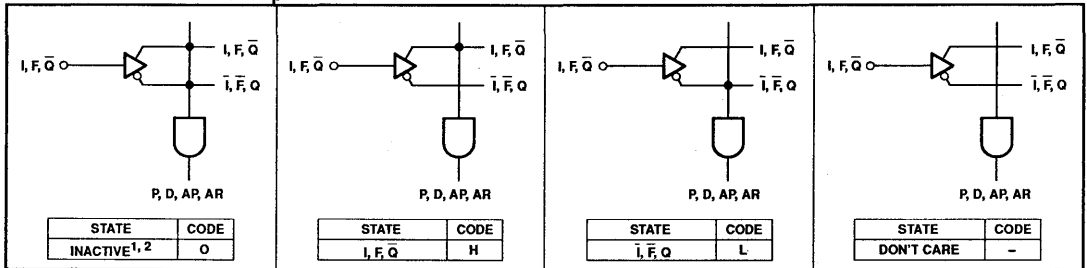 I, F, Q̅
I, F, Q̅
I̅, F̅, Q
P, D, AP, AR
STATE CODE
INACTIVE1, 2 O
I, F, Q̅
I, F, Q̅
I̅, F̅, Q
P, D, AP, AR
STATE CODE
I, F, Q̅ H
I, F, Q̅
I, F, Q̅
I̅, F̅, Q
P, D, AP, AR
STATE CODE
I̅, F̅, Q L
I, F, Q̅
I, F, Q̅
I̅, F̅, Q
P, D, AP, AR
STATE CODE
DON'T CARE –